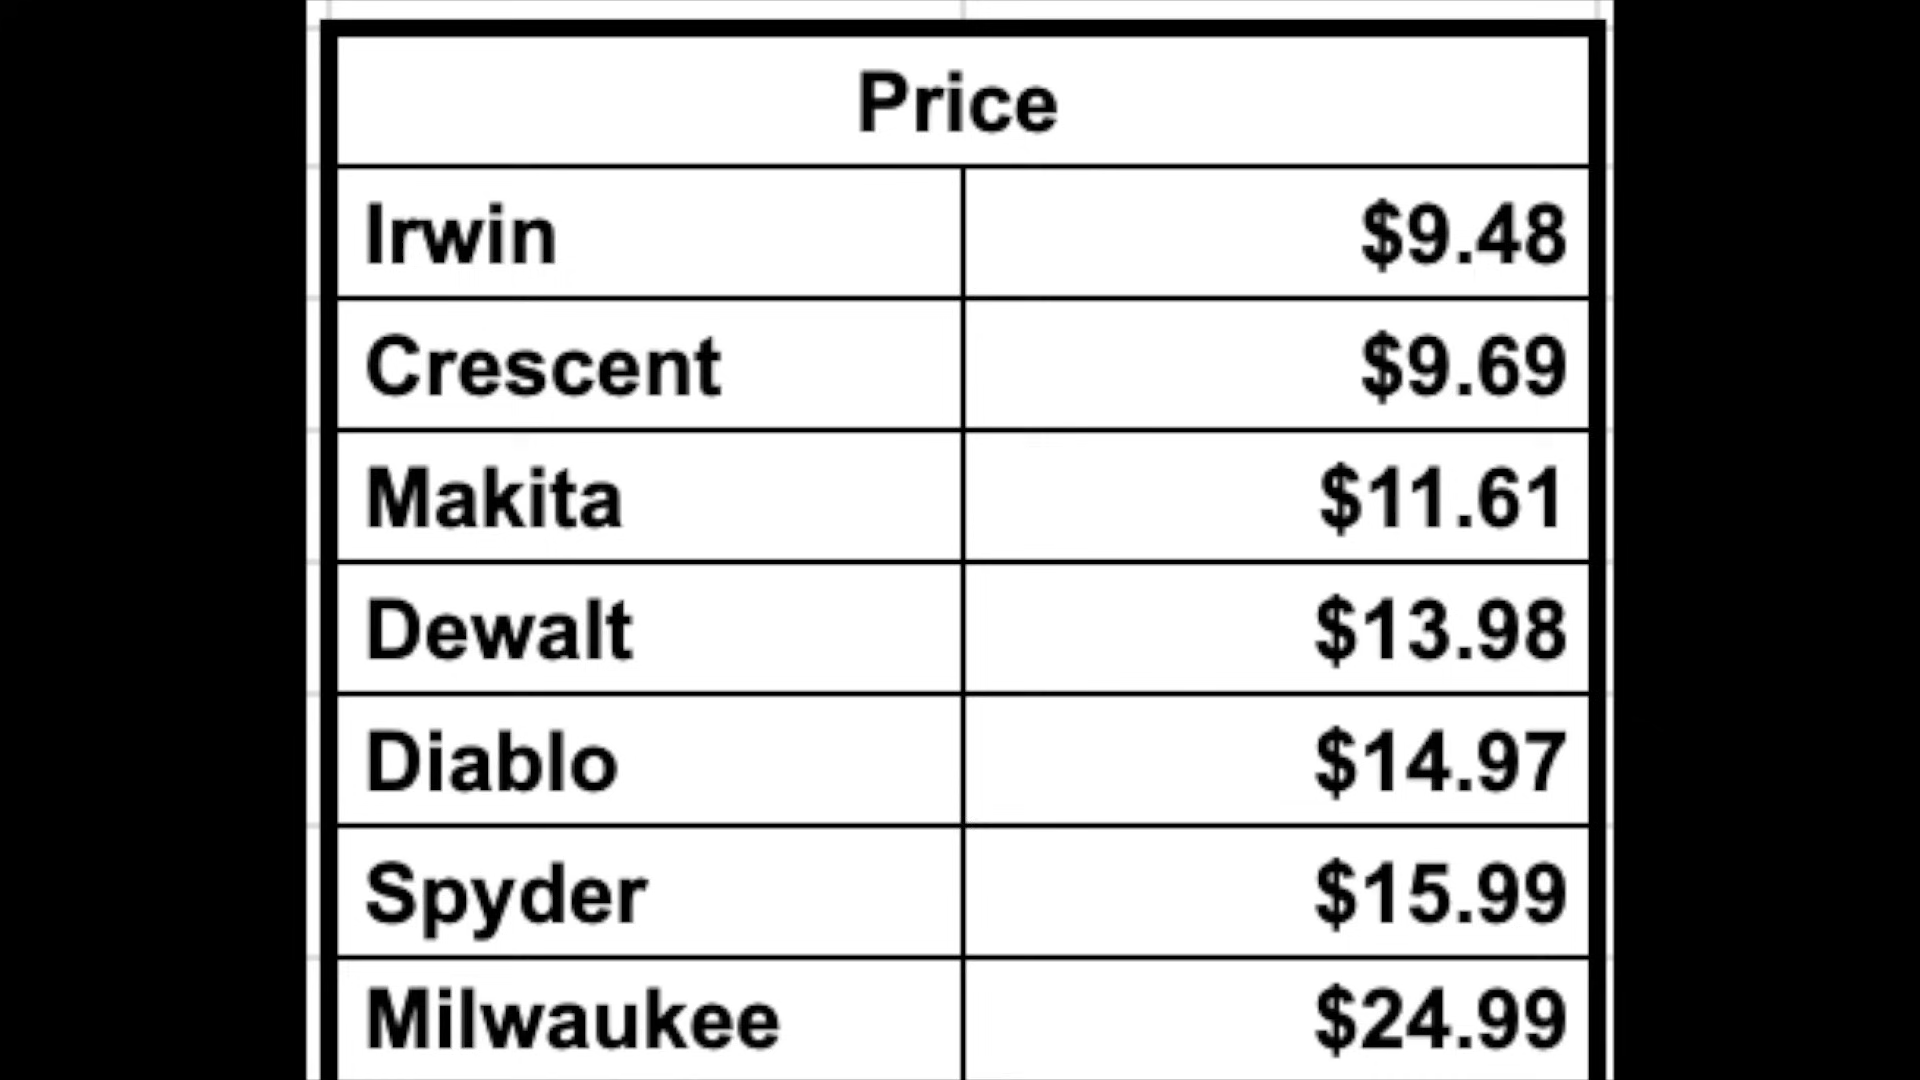 Price
Irwin $9.48
Crescent $9.69
Makita $11.61
Dewalt $13.98
Diablo $14.97
Spyder $15.99
Milwaukee $24.99